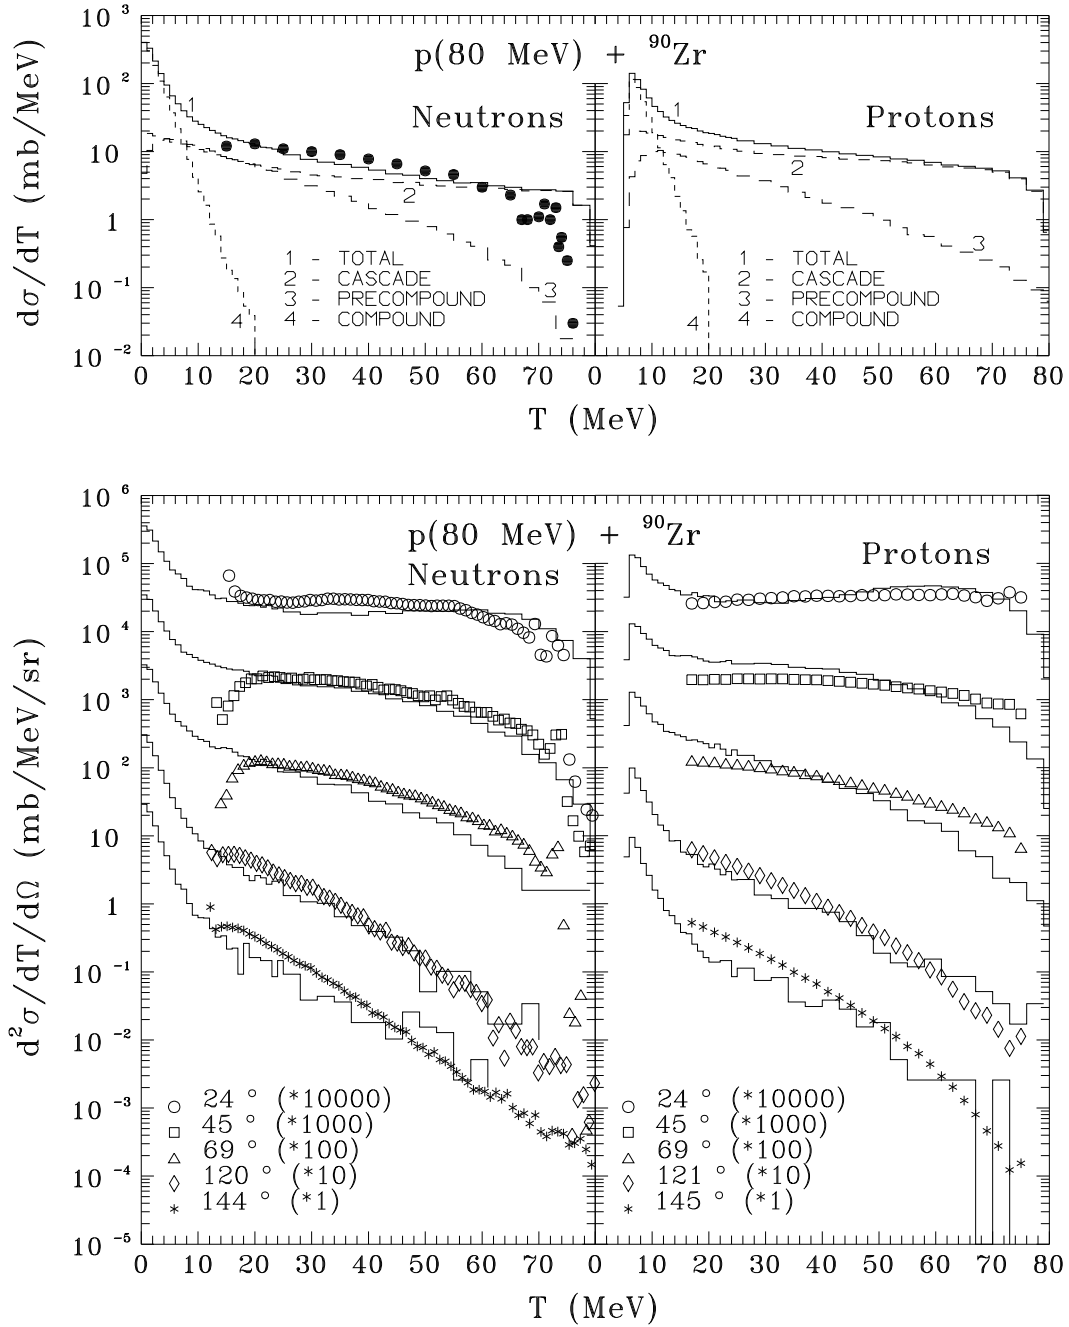 10 3
10 2
10
1
10 -1
10 -2
dσ/dT (mb/MeV)
p(80 MeV) + 90Zr
Neutrons
Protons
1
2
3
4
1 - TOTAL
2 - CASCADE
3 - PRECOMPOUND
4 - COMPOUND
1
2
3
4
1 - TOTAL
2 - CASCADE
3 - PRECOMPOUND
4 - COMPOUND
0 10 20 30 40 50 60 70 0 10 20 30 40 50 60 70 80
T (MeV)
10 6
10 5
10 4
10 3
10 2
10
1
10 -1
10 -2
10 -3
10 -4
10 -5
d2σ/dT/dΩ (mb/MeV/sr)
p(80 MeV) + 90Zr
Neutrons
Protons
24 ° (*10000)
45 ° (*1000)
69 ° (*100)
120 ° (*10)
144 ° (*1)
24 ° (*10000)
45 ° (*1000)
69 ° (*100)
121 ° (*10)
145 ° (*1)
0 10 20 30 40 50 60 70 0 10 20 30 40 50 60 70 80
T (MeV)